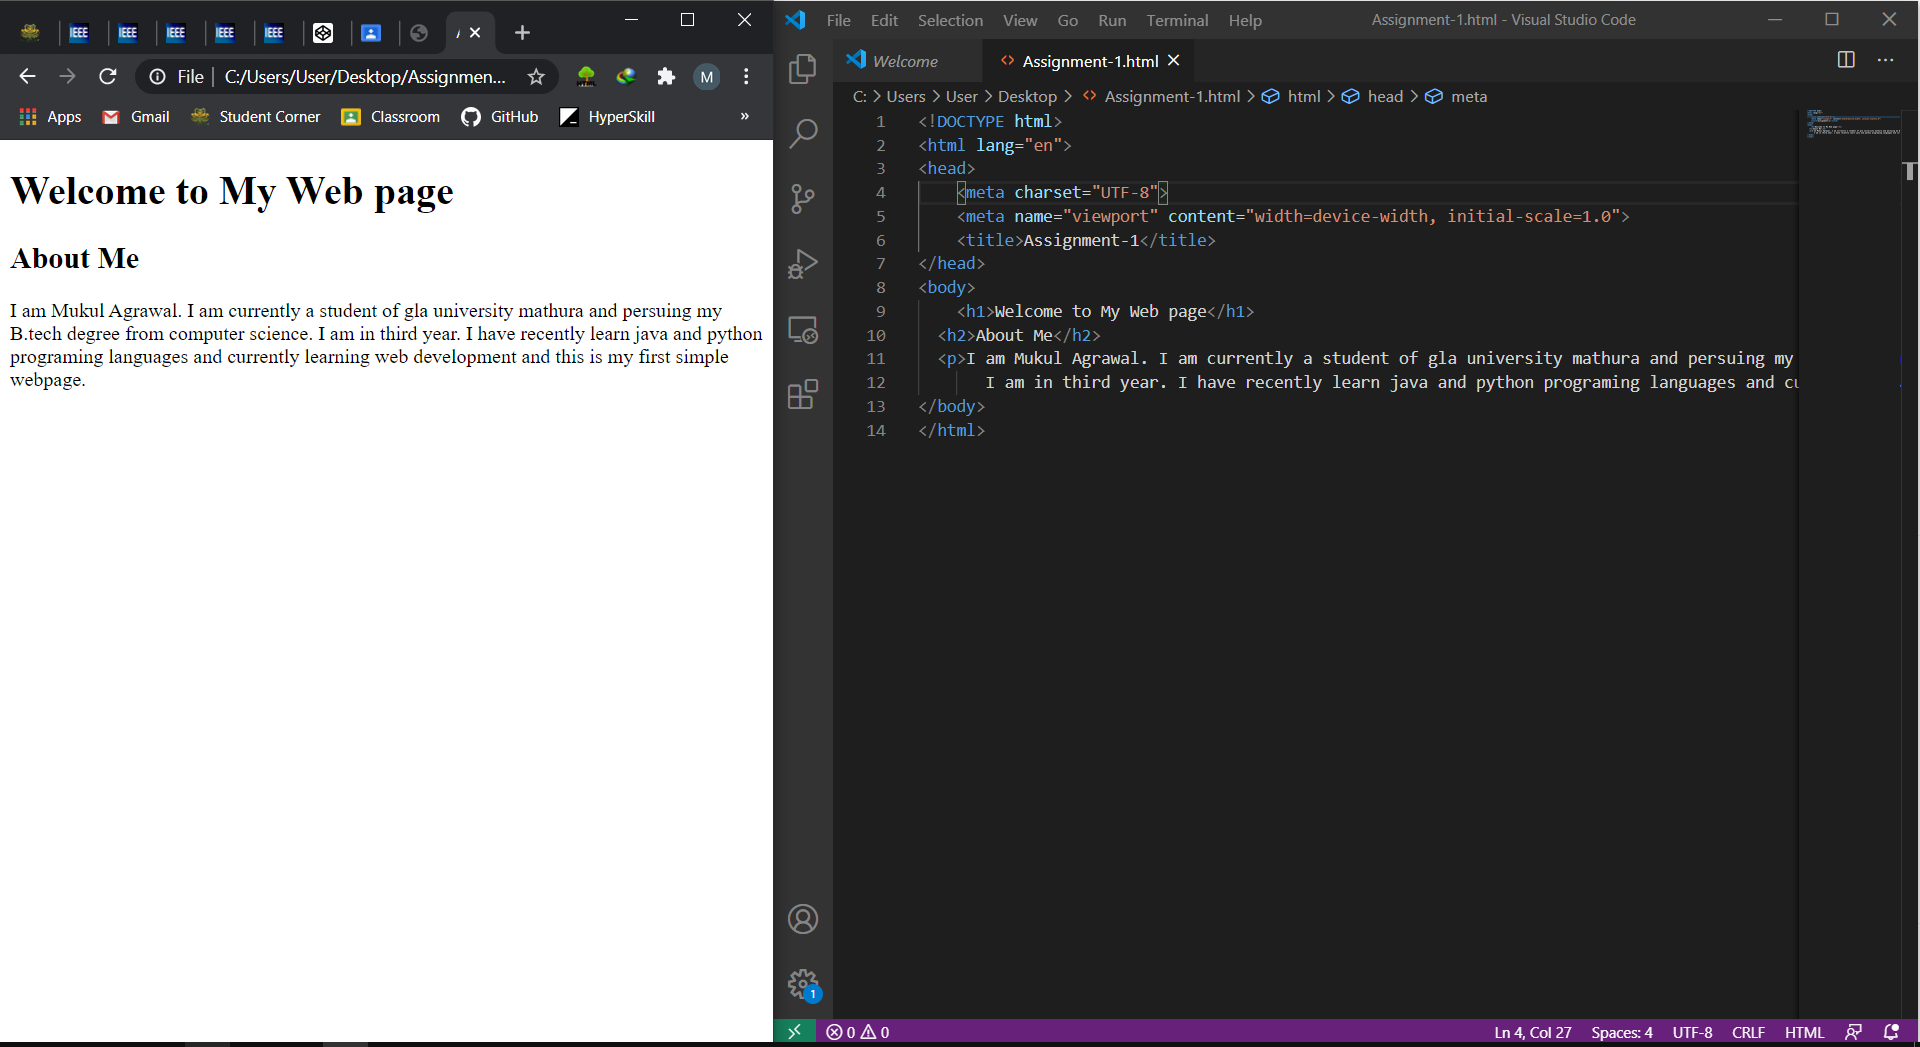 IEEE
IEEE
IEEE
IEEE
IEEE
File
C:/Users/User/Desktop/Assignmen...
M
Apps
Gmail
Student Corner
Classroom
GitHub
HyperSkill
»
Welcome to My Web page
About Me
I am Mukul Agrawal. I am currently a student of gla university mathura and persuing my
B.tech degree from computer science. I am in third year. I have recently learn java and python
programing languages and currently learning web development and this is my first simple
webpage.
File Edit Selection View Go Run Terminal Help
Assignment-1.html - Visual Studio Code
Welcome
Assignment-1.html
C: > Users > User > Desktop > Assignment-1.html > html > head > meta
1 <!DOCTYPE html>
2 <html lang="en">
3 <head>
4 <meta charset="UTF-8">
5 <meta name="viewport" content="width=device-width, initial-scale=1.0">
6 <title>Assignment-1</title>
7 </head>
8 <body>
9 <h1>Welcome to My Web page</h1>
10 <h2>About Me</h2>
11 <p>I am Mukul Agrawal. I am currently a student of gla university mathura and persuing my
12 I am in third year. I have recently learn java and python programing languages and cu
13 </body>
14 </html>
1
0 0
Ln 4, Col 27 Spaces: 4 UTF-8 CRLF HTML